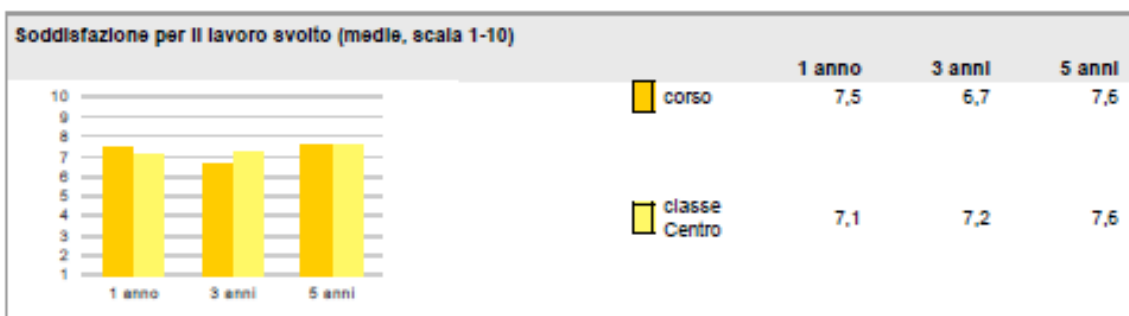 Soddisfazione per il lavoro svolto (medie, scala 1-10)
1 anno 3 anni 5 anni
corso 7,5 6,7 7,6
classe
Centro 7,1 7,2 7,6
10
9
8
7
6
5
4
3
2
1
1 anno 3 anni 5 anni